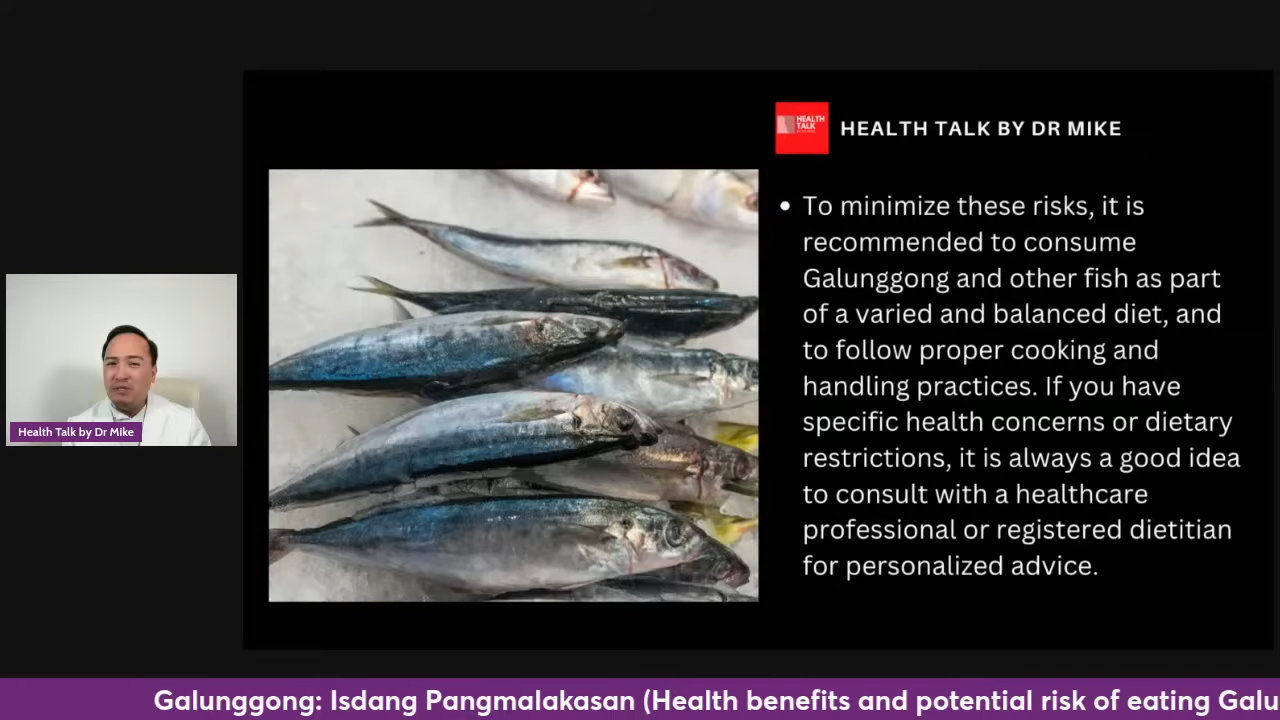 HEALTH
TALK
HEALTH TALK BY DR MIKE
To minimize these risks, it is
recommended to consume
Galunggong and other fish as part
of a varied and balanced diet, and
to follow proper cooking and
handling practices. If you have
specific health concerns or dietary
restrictions, it is always a good idea
to consult with a healthcare
professional or registered dietitian
for personalized advice.
Health Talk by Dr Mike
Galunggong: Isdang Pangmalakasan (Health benefits and potential risk of eating Galu